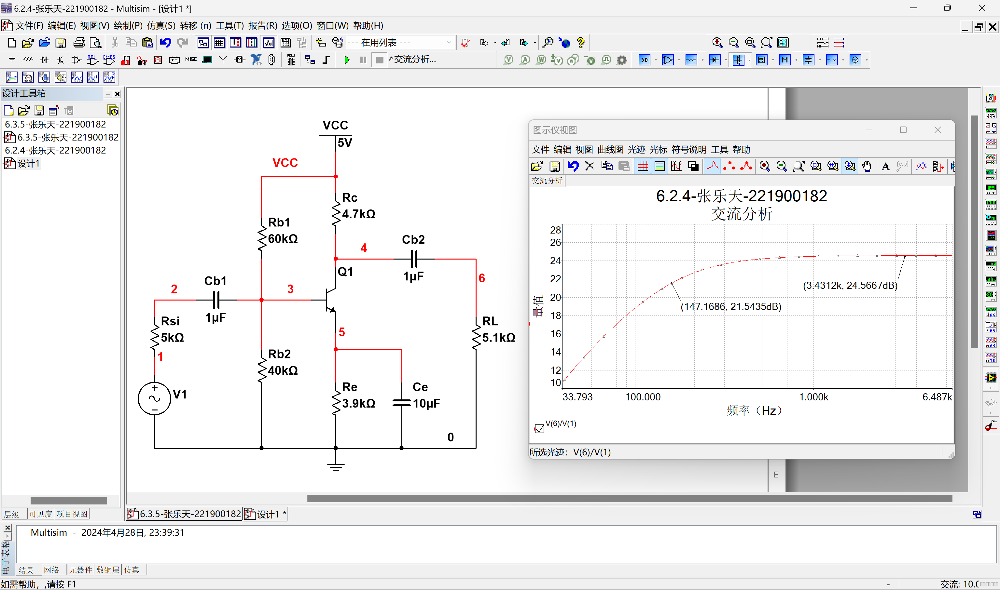 6.2.4-张乐天-221900182 - Multisim - [设计1 *]
文件(F) 编辑(E) 视图(V) 绘制(P) 仿真(S) 转移 (n) 工具(T) 报告(R) 选项(O) 窗口(W) 帮助(H)
--- 在用列表 ---
交流分析...
设计工具箱
6.3.5-张乐天-221900182
6.3.5-张乐天-221900182
6.2.4-张乐天-221900182
设计1
VCC
5V
VCC
Rc
4.7kΩ
Rb1
60kΩ
4
Cb2
1µF
Q1
6
Cb1
1µF
2
3
Rsi
5kΩ
5
RL
5.1kΩ
1
Rb2
40kΩ
V1
Re
3.9kΩ
Ce
10µF
0
E
图示仪视图
文件 编辑 视图 曲线图 光迹 光标 符号说明 工具 帮助
交流分析
6.2.4-张乐天-221900182
交流分析
量值
28
26
24
22
20
18
16
14
12
10
(3.4312k, 24.5667dB)
(147.1686, 21.5435dB)
33.793 100.000 1.000k 6.487k
频率（Hz）
V(6)/V(1)
所选光迹: V(6)/V(1)
层级 可见度 项目视图
6.3.5-张乐天-221900182 设计1 *
Multisim - 2024年4月28日, 23:39:31
电子表格
结果 网络 元器件 敷铜层 仿真
如需帮助，,请按 F1
- 交流: 10.0